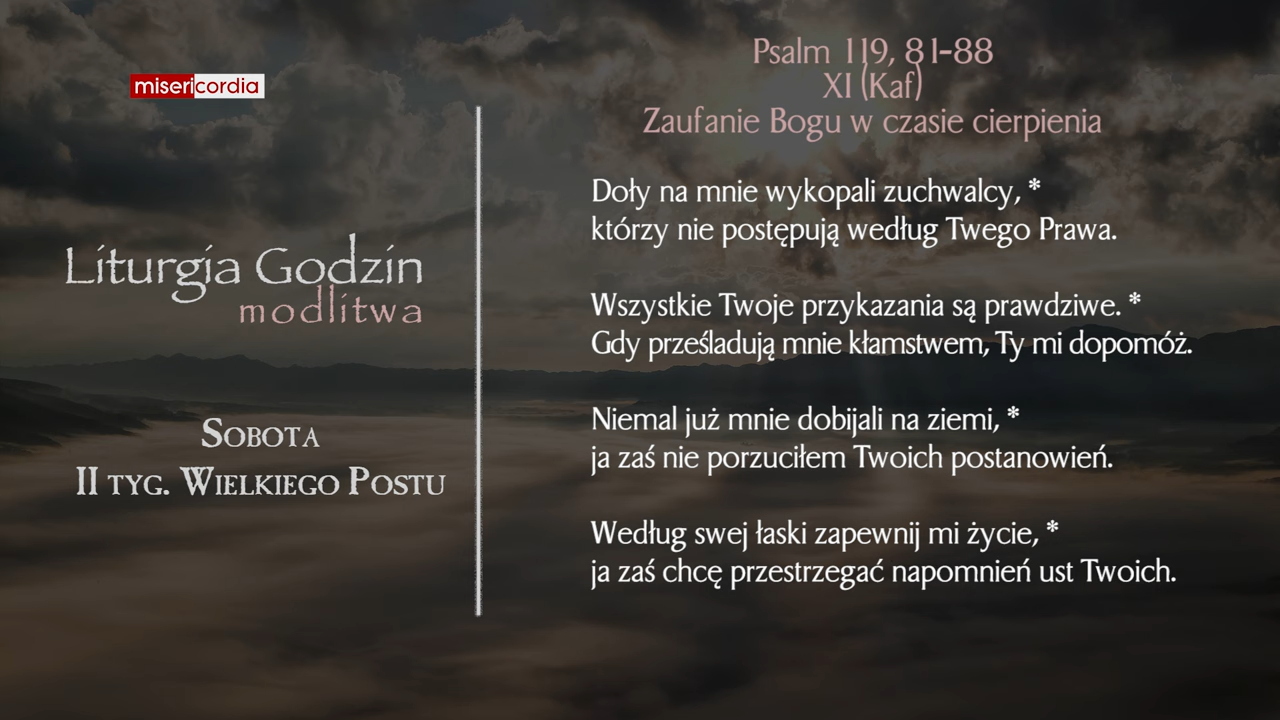 misericordia
Liturgia Godzin
modlitwa
Sobota
II tyg. Wielkiego Postu
Psalm 119, 81-88
XI (Kaf)
Zaufanie Bogu w czasie cierpienia
Doły na mnie wykopali zuchwalcy, *
którzy nie postępują według Twego Prawa.
Wszystkie Twoje przykazania są prawdziwe. *
Gdy prześladują mnie kłamstwem, Ty mi dopomóż.
Niemal już mnie dobijali na ziemi, *
ja zaś nie porzuciłem Twoich postanowień.
Według swej łaski zapewnij mi życie, *
ja zaś chcę przestrzegać napomnień ust Twoich.